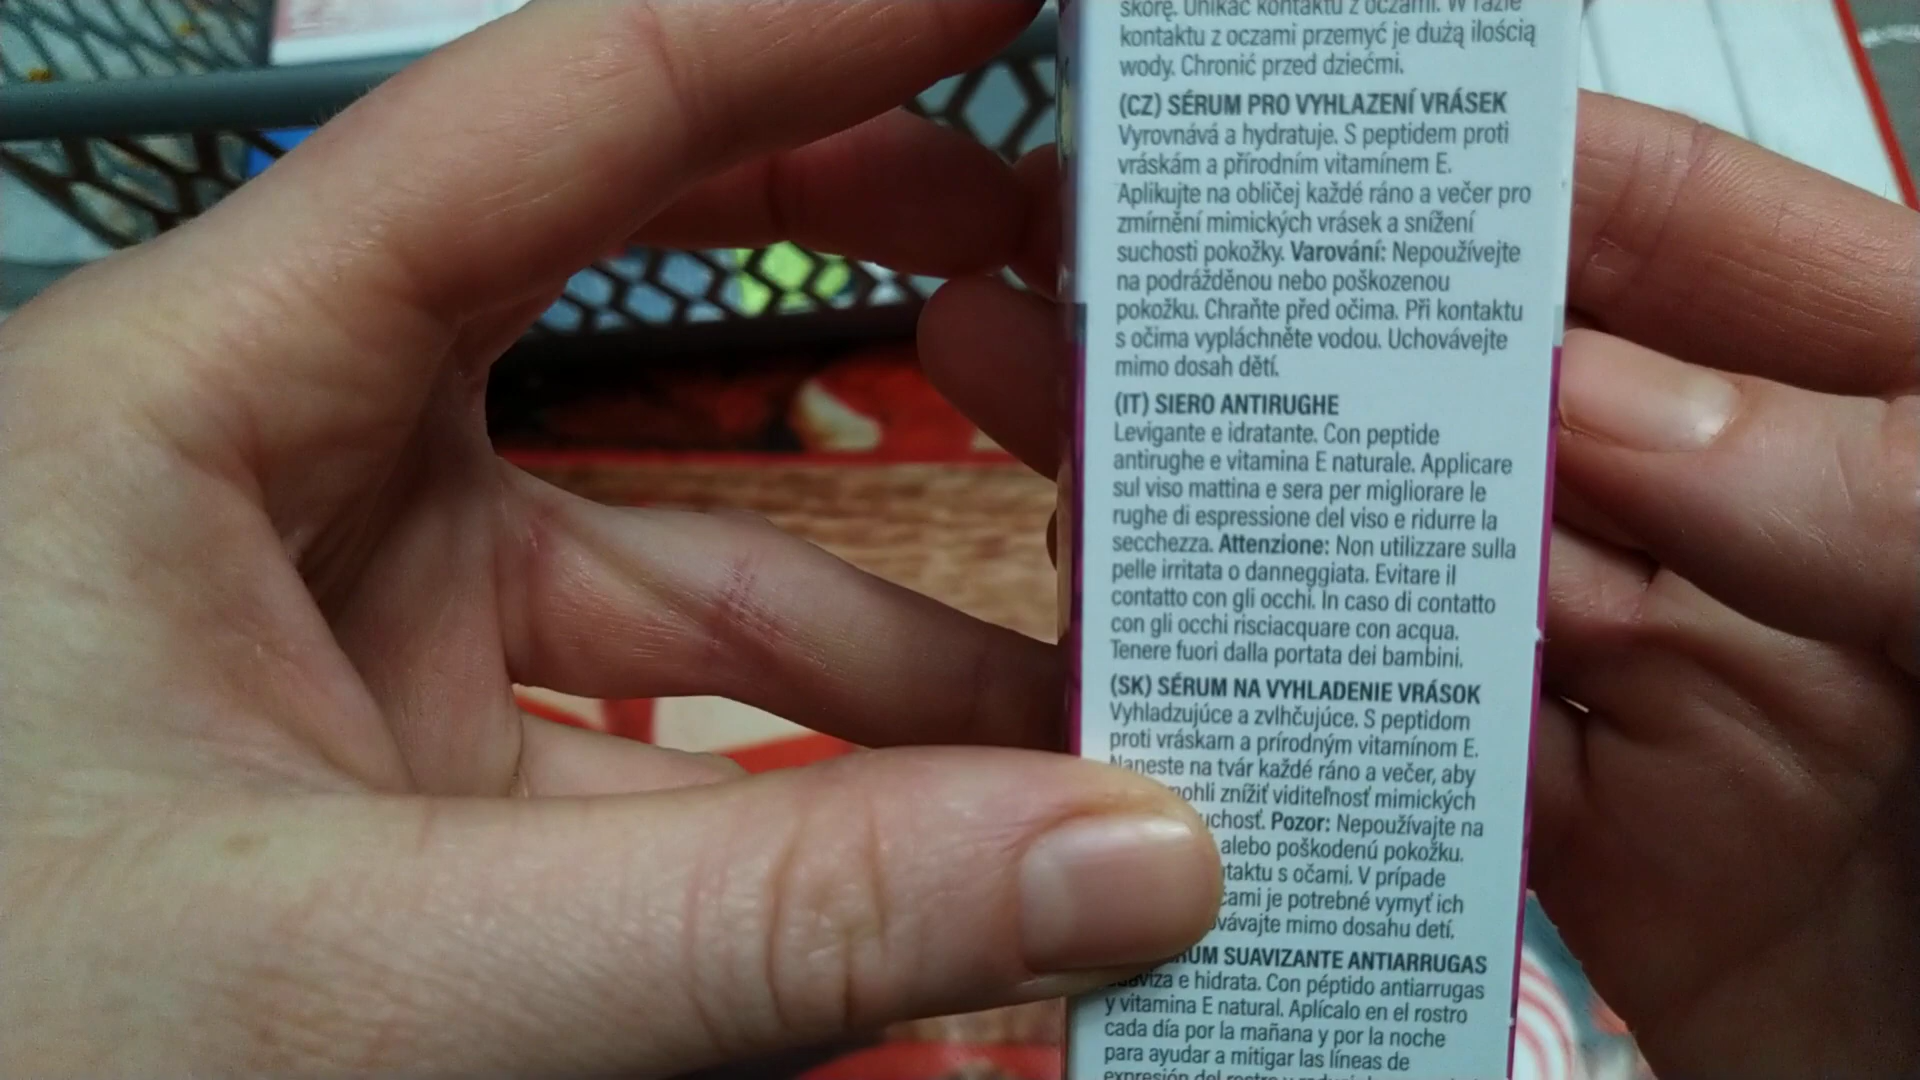 skórę. Unikać kontaktu z oczami. W razie
kontaktu z oczami przemyć je dużą ilością
wody. Chronić przed dziećmi.
(CZ) SÉRUM PRO VYHLAZENÍ VRÁSEK
Vyrovnává a hydratuje. S peptidem proti
vráskám a přírodním vitamínem E.
Aplikujte na obličej každé ráno a večer pro
zmírnění mimických vrásek a snížení
suchosti pokožky. Varování: Nepoužívejte
na podrážděnou nebo poškozenou
pokožku. Chraňte před očima. Při kontaktu
s očima vypláchněte vodou. Uchovávejte
mimo dosah dětí.
(IT) SIERO ANTIRUGHE
Levigante e idratante. Con peptide
antirughe e vitamina E naturale. Applicare
sul viso mattina e sera per migliorare le
rughe di espressione del viso e ridurre la
secchezza. Attenzione: Non utilizzare sulla
pelle irritata o danneggiata. Evitare il
contatto con gli occhi. In caso di contatto
con gli occhi risciacquare con acqua.
Tenere fuori dalla portata dei bambini.
(SK) SÉRUM NA VYHLADENIE VRÁSOK
Vyhladzujúce a zvlhčujúce. S peptidom
proti vráskam a prírodným vitamínom E.
Naneste na tvár každé ráno a večer, aby
znížiť viditeľnosť mimických
Pozor: Nepoužívajte na
alebo poškodenú pokožku.
s očami. V prípade
je potrebné vymyť ich
mimo dosahu detí.
SUAVIZANTE ANTIARRUGAS
e hidrata. Con péptido antiarrugas
y vitamina E natural. Aplícalo en el rostro
cada día por la mañana y por la noche
para ayudar a mitigar las líneas de
expresión del rostro y